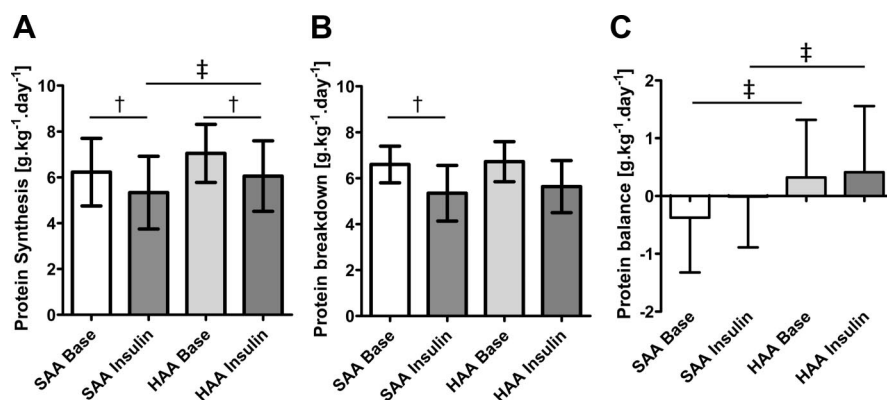 A
Protein Synthesis [g.kg⁻¹.day⁻¹]
10
8
6
4
2
0
†
‡
†
SAA Base
SAA Insulin
HAA Base
HAA Insulin
B
Protein breakdown [g.kg⁻¹.day⁻¹]
10
8
6
4
2
0
†
SAA Base
SAA Insulin
HAA Base
HAA Insulin
C
Protein balance [g.kg⁻¹.day⁻¹]
2
1
0
-1
-2
‡
‡
SAA Base
SAA Insulin
HAA Base
HAA Insulin